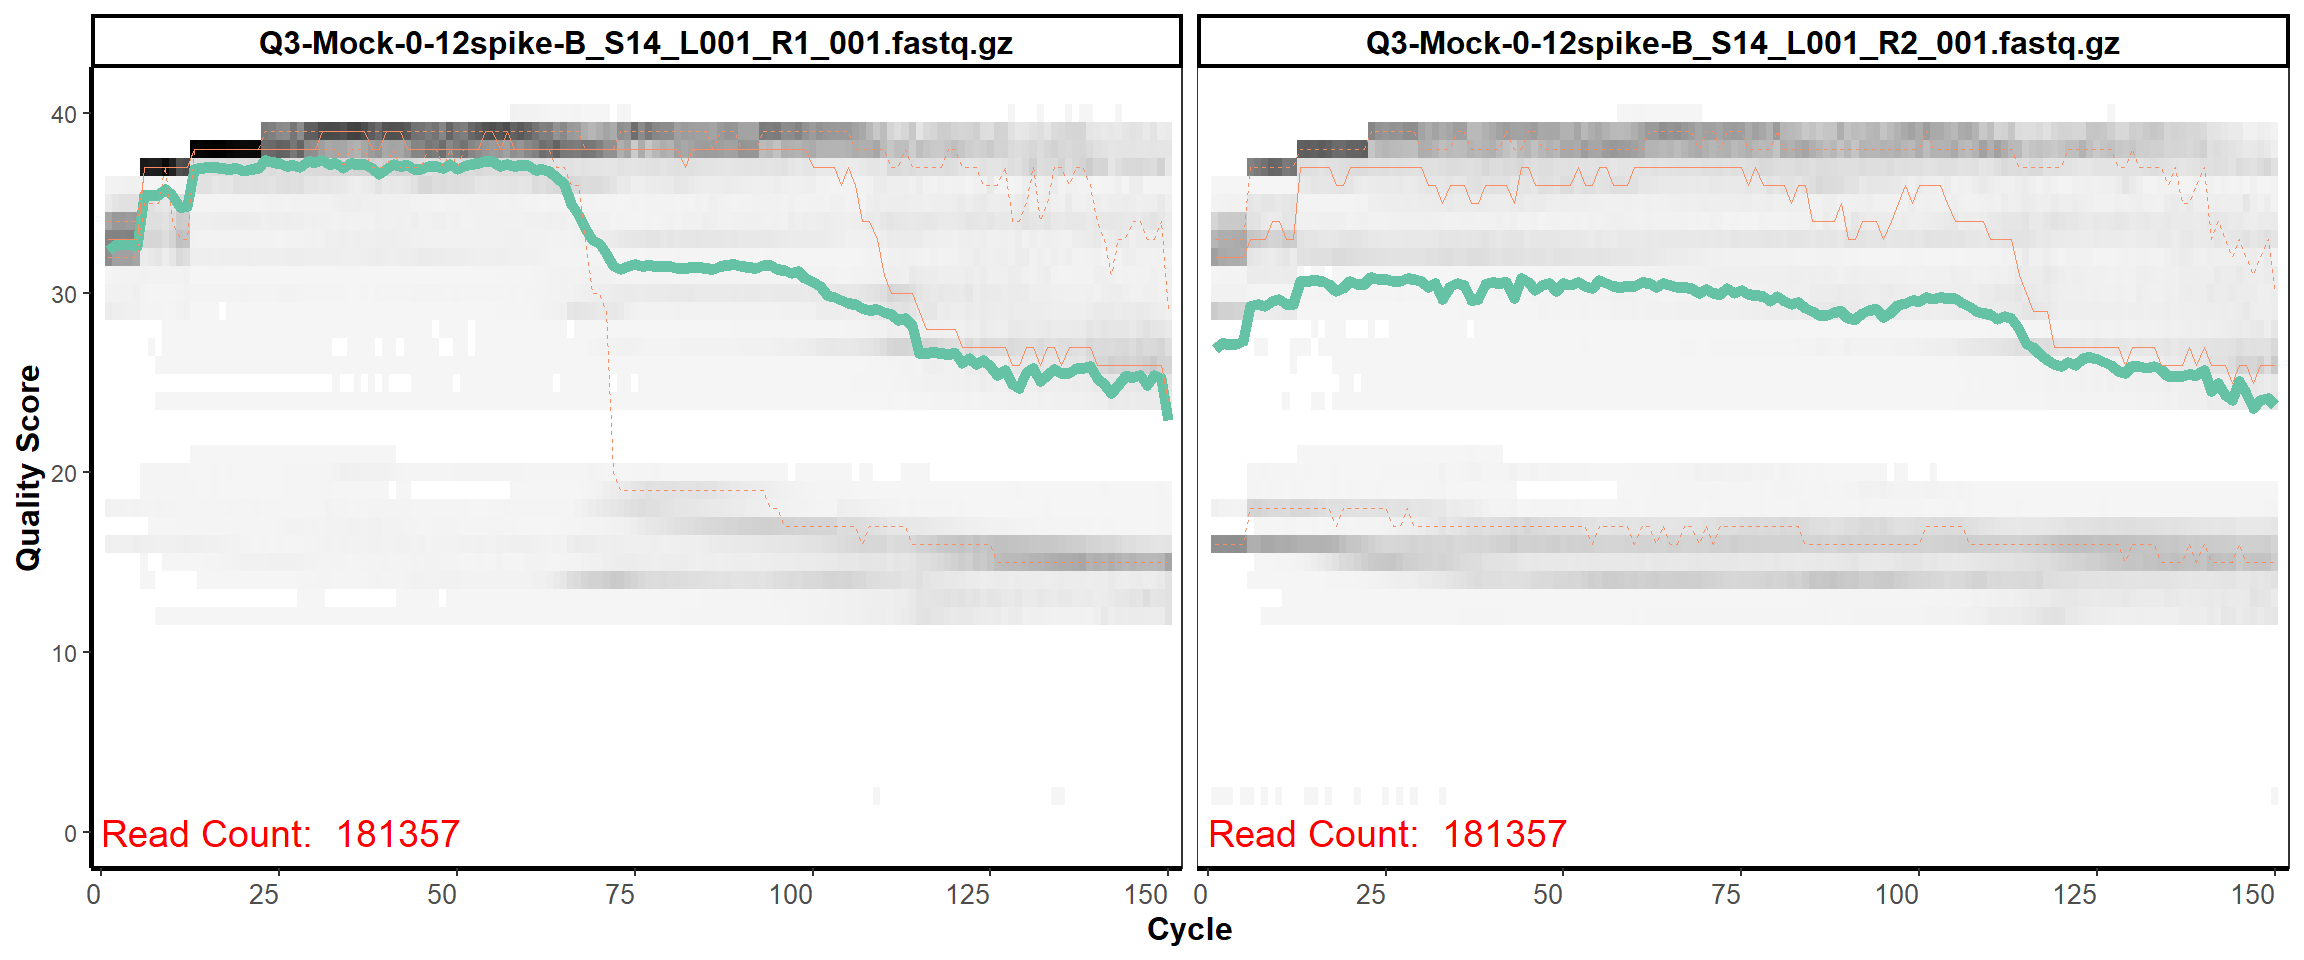 Q3-Mock-0-12spike-B_S14_L001_R1_001.fastq.gz
Q3-Mock-0-12spike-B_S14_L001_R2_001.fastq.gz
Quality Score
40
30
20
10
0
Read Count: 181357
Read Count: 181357
0 25 50 75 100 125 150
0 25 50 75 100 125 150
Cycle